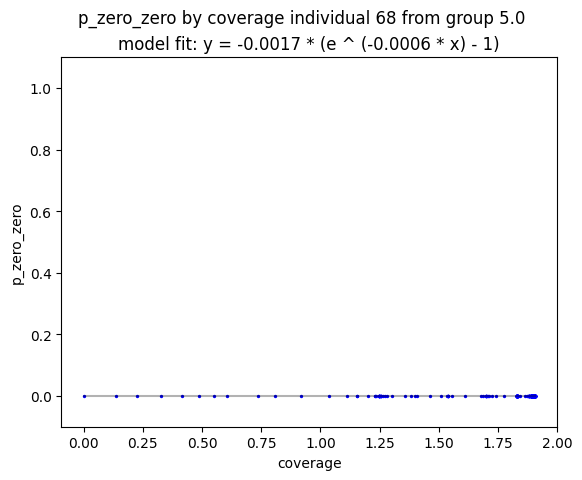 p_zero_zero by coverage individual 68 from group 5.0
model fit: y = -0.0017 * (e ^ (-0.0006 * x) - 1)
p_zero_zero
1.0
0.8
0.6
0.4
0.2
0.0
0.00 0.25 0.50 0.75 1.00 1.25 1.50 1.75 2.00
coverage